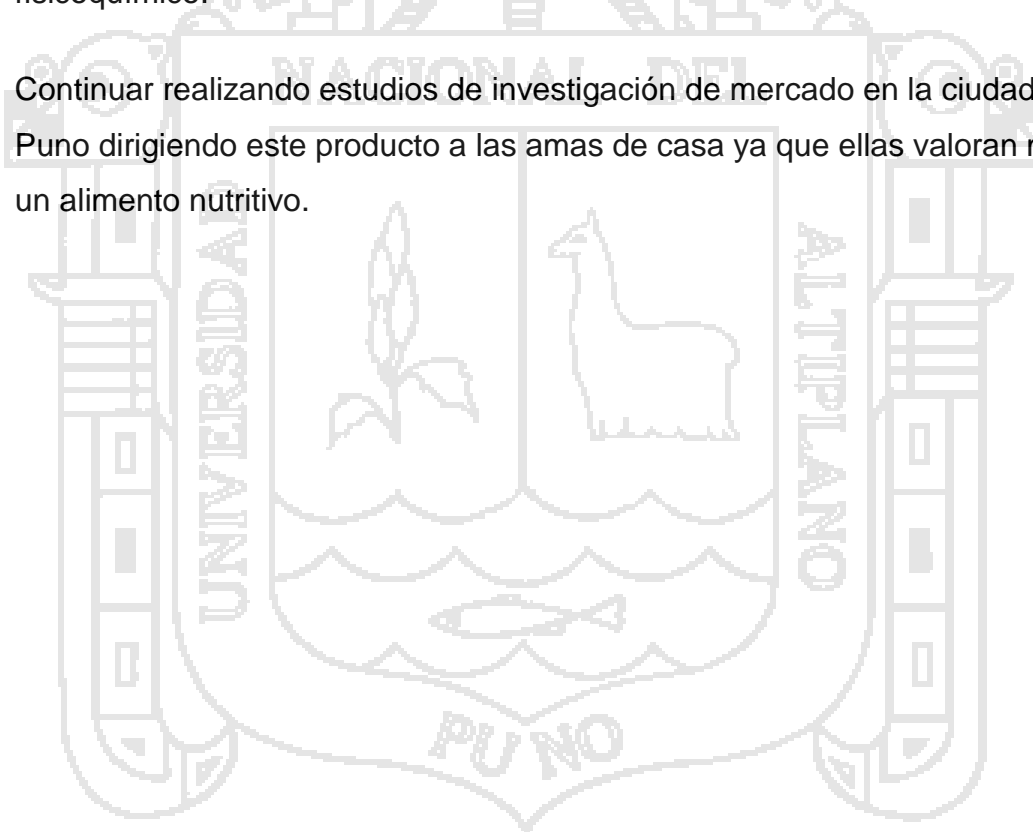 NACIONAL DEL
Continuar realizando estudios de investigación de mercado en la ciudad
Puno dirigiendo este producto a las amas de casa ya que ellas valoran
un alimento nutritivo.
UNIVERSIDAD
ALTIPLANO
PUNO